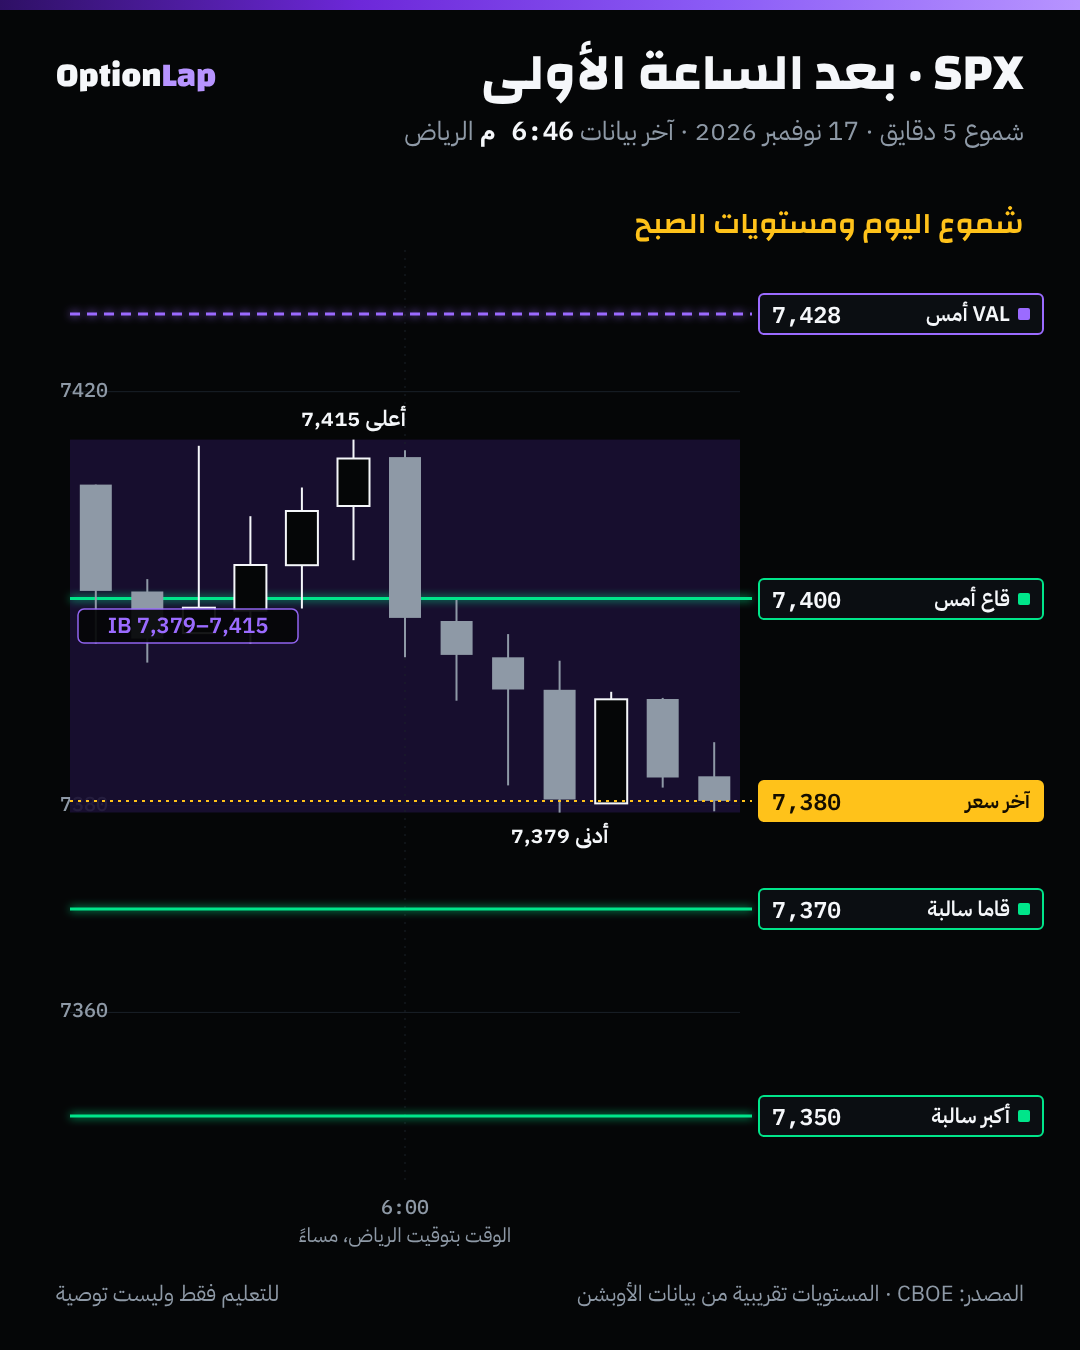 OptionLap
SPX · بعد الساعة الأولى
شموع 5 دقايق · 17 نوفمبر 2026 · آخر بيانات 6:46 م الرياض
شموع اليوم ومستويات الصبح
VAL أمس 7,428
7420
أعلى 7,415
قاع أمس 7,400
IB 7,379–7,415
7380
آخر سعر 7,380
أدنى 7,379
قاما سالبة 7,370
7360
أكبر سالبة 7,350
6:00
الوقت بتوقيت الرياض، مساءً
المصدر: CBOE · المستويات تقريبية من بيانات الأوبشن
للتعليم فقط وليست توصية